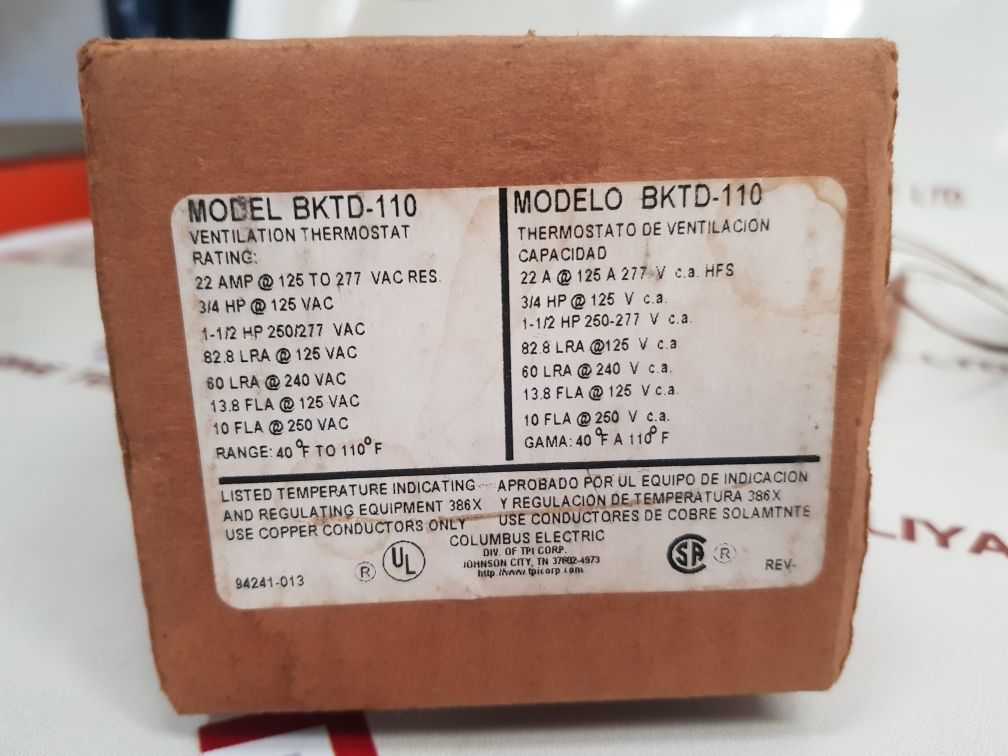 MODEL BKTD-110
VENTILATION THERMOSTAT
RATING:
22 AMP @ 125 TO 277 VAC RES.
3/4 HP @ 125 VAC
1-1/2 HP 250/277 VAC
82.8 LRA @ 125 VAC
60 LRA @ 240 VAC
13.8 FLA @ 125 VAC
10 FLA @ 250 VAC
RANGE: 40°F TO 110°F
MODELO BKTD-110
THERMOSTATO DE VENTILACION
CAPACIDAD
22 A @ 125 A 277 V c.a. HFS
3/4 HP @ 125 V c.a.
1-1/2 HP 250-277 V c.a.
82.8 LRA @125 V c.a
60 LRA @ 240 V c.a.
13.8 FLA @ 125 V c.a.
10 FLA @ 250 V c.a.
GAMA: 40°F A 110°F
LISTED TEMPERATURE INDICATING
AND REGULATING EQUIPMENT 386X
USE COPPER CONDUCTORS ONLY
APROBADO POR UL EQUIPO DE INDICACION
Y REGULACIÓN DE TEMPERATURA 386X
USE CONDUCTORES DE COBRE SOLAMTNTE
COLUMBUS ELECTRIC
DIV. OF TPI CORP.
JOHNSON CITY, TN 37602-4973
http://www.tpicorp.com
94241-013
® UL
SA ®
REV-
LTD.
LIYA